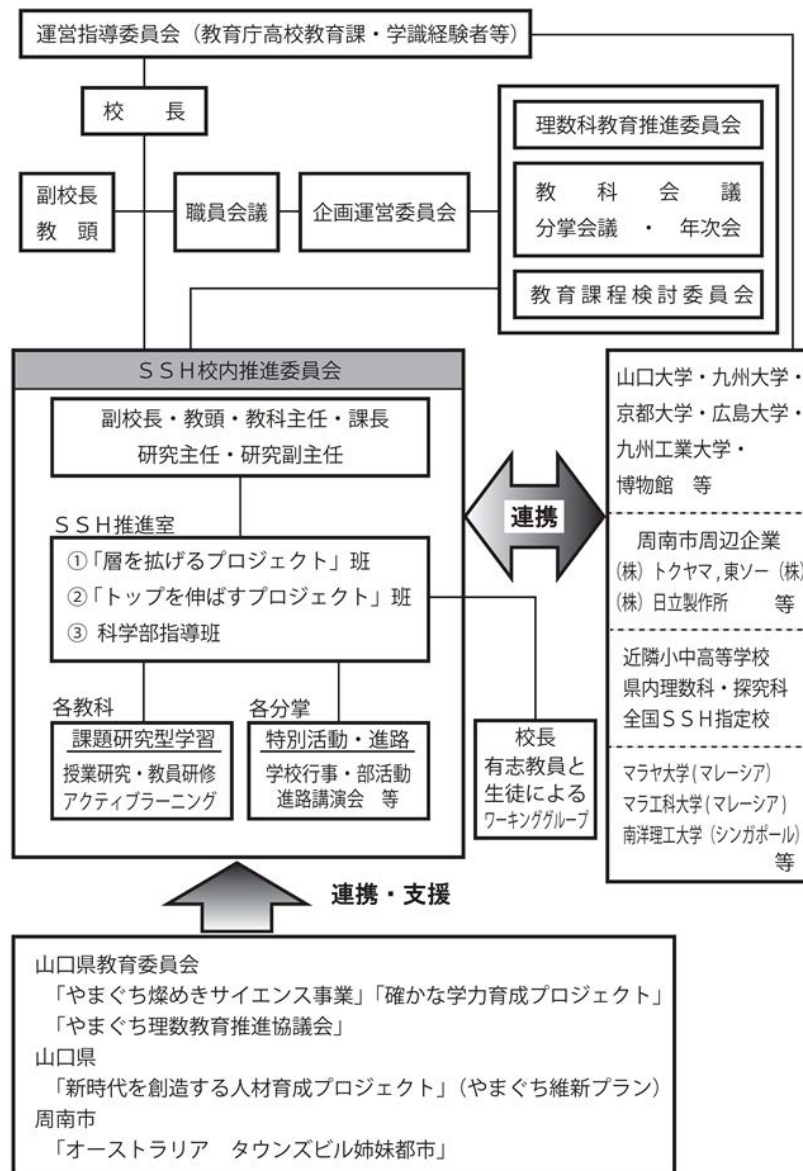 運営指導委員会（教育庁高校教育課・学識経験者等）
校　長
副校長
教　頭
職員会議
企画運営委員会
理数科教育推進委員会
教　科　会　議
分掌会議　・　年次会
教育課程検討委員会
ＳＳＨ校内推進委員会
副校長・教頭・教科主任・課長
研究主任・研究副主任
ＳＳＨ推進室
①「層を拡げるプロジェクト」班
②「トップを伸ばすプロジェクト」班
③ 科学部指導班
各教科
課題研究型学習
授業研究・教員研修
アクティブラーニング
各分掌
特別活動・進路
学校行事・部活動
進路講演会　等
校長
有志教員と
生徒による
ワーキンググループ
連携
山口大学・九州大学・
京都大学・広島大学・
九州工業大学・
博物館　等
周南市周辺企業
（株）トクヤマ , 東ソー（株）
（株）日立製作所　　等
近隣小中高等学校
県内理数科・探究科
全国ＳＳＨ指定校
マラヤ大学 ( マレーシア )
マラ工科大学 ( マレーシア )
南洋理工大学（シンガポール）
等
連携・支援
山口県教育委員会
「やまぐち燦めきサイエンス事業」「確かな学力育成プロジェクト」
「やまぐち理数教育推進協議会」
山口県
「新時代を創造する人材育成プロジェクト」（やまぐち維新プラン）
周南市
「オーストラリア　タウンズビル姉妹都市」